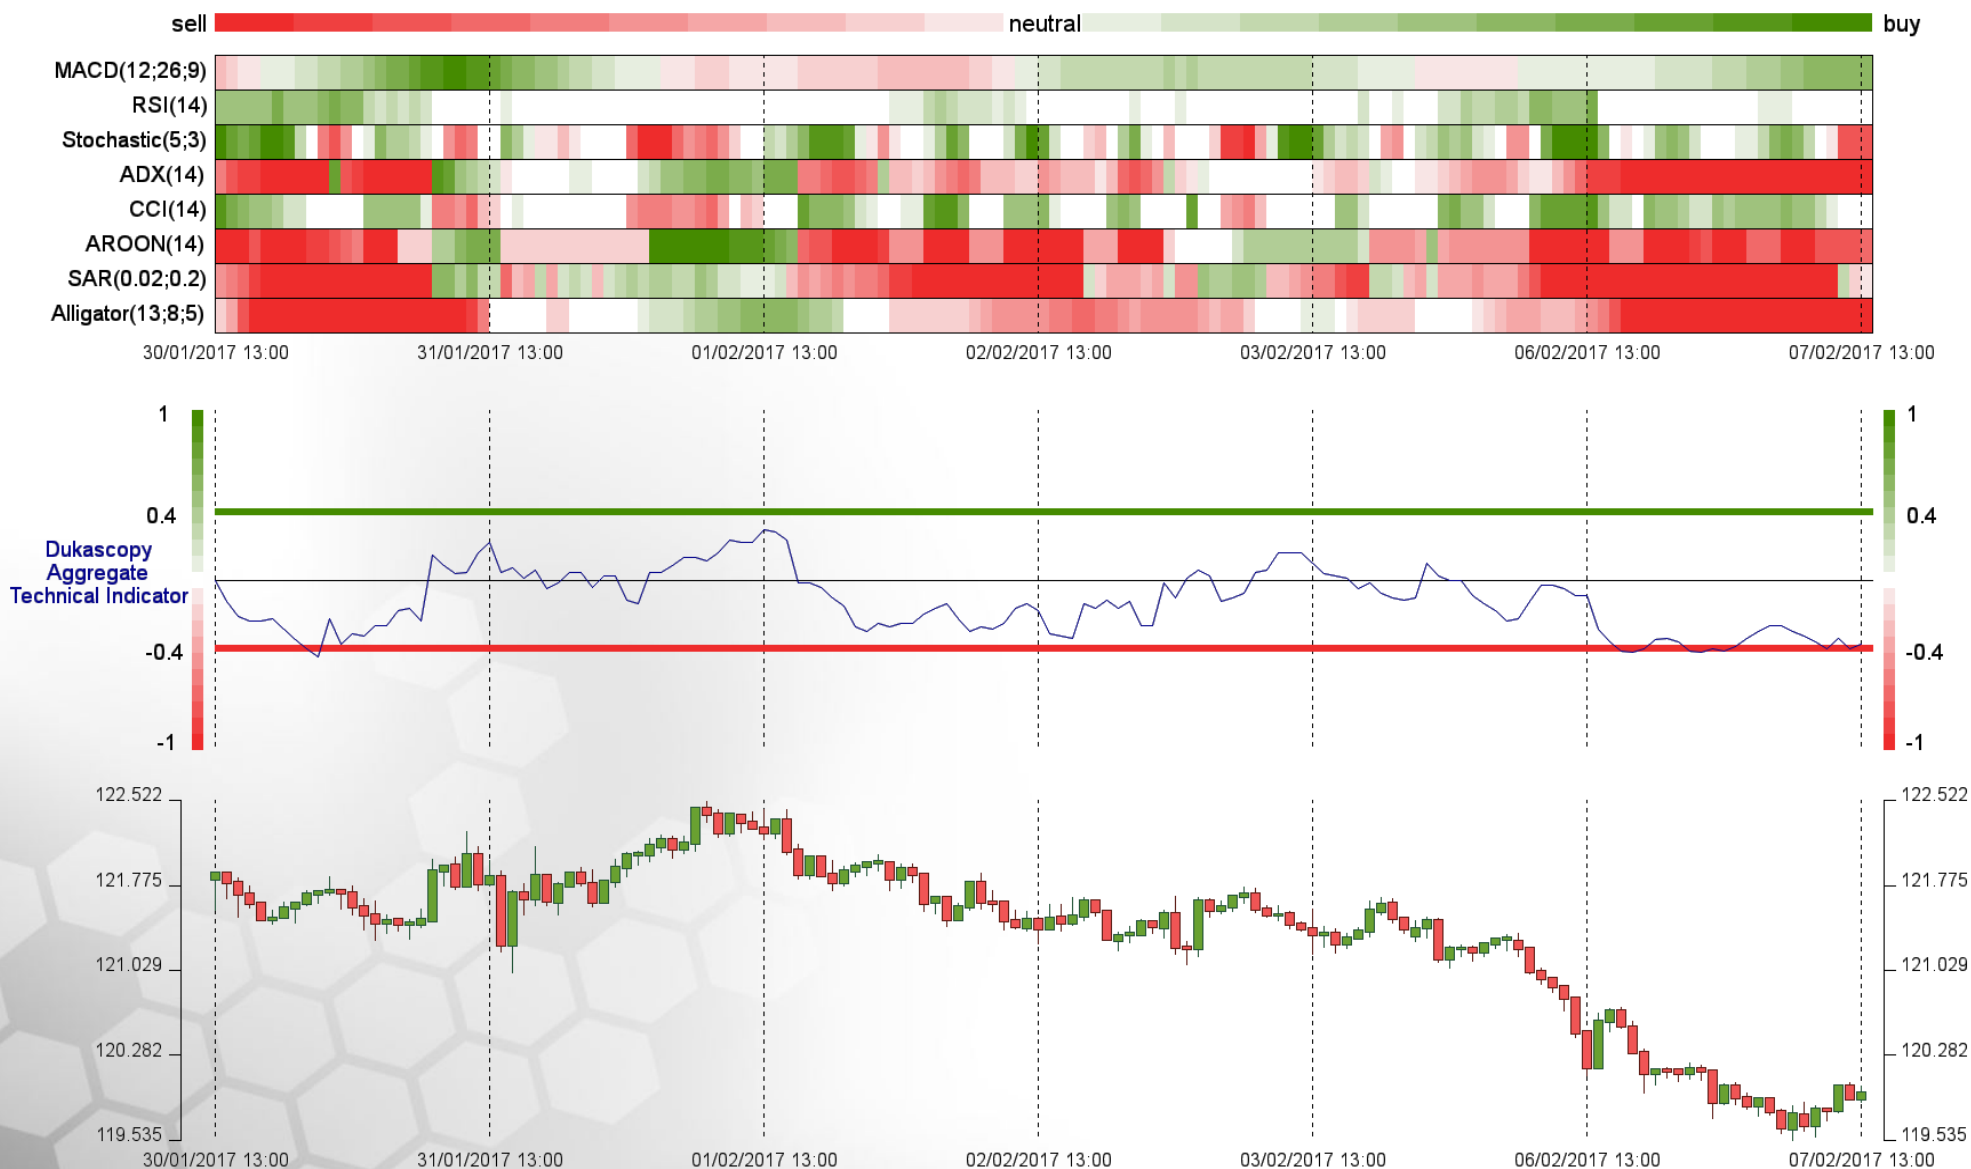 sell neutral buy
MACD(12;26;9)
RSI(14)
Stochastic(5;3)
ADX(14)
CCI(14)
AROON(14)
SAR(0.02;0.2)
Alligator(13;8;5)
30/01/2017 13:00 31/01/2017 13:00 01/02/2017 13:00 02/02/2017 13:00 03/02/2017 13:00 06/02/2017 13:00 07/02/2017 13:00
1 1
0.4 0.4
Dukascopy
Aggregate
Technical Indicator
-0.4 -0.4
-1 -1
122.522 122.522
121.775 121.775
121.029 121.029
120.282 120.282
119.535 119.535
30/01/2017 13:00 31/01/2017 13:00 01/02/2017 13:00 02/02/2017 13:00 03/02/2017 13:00 06/02/2017 13:00 07/02/2017 13:00